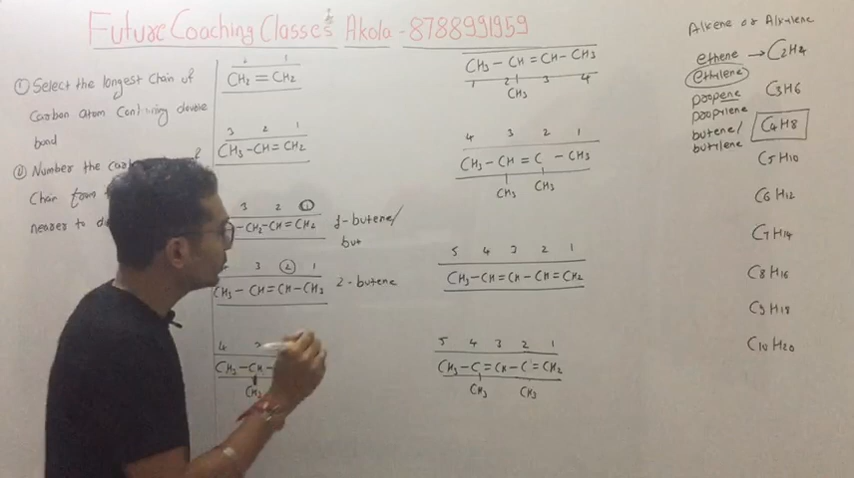 Future Coaching Classes Akola - 8788991959
① Select the longest chain of
Carbon atom containing double
bond
② Number the
Chain from
nearer to
2 1
CH2 = CH2
3 2 1
CH3 - CH = CH2
3 2 ①
- CH2 - CH = CH2
1-butene/
but
3 ② 1
CH3 - CH = CH - CH3
2-butene
4
CH3 - CH -
CH3
CH3 - CH = CH - CH3
1 2 3 4
CH3
4 3 2 1
CH3 - CH = C - CH3
CH3 CH3
5 4 3 2 1
CH3 - CH = CH - CH = CH2
5 4 3 2 1
CH3 - C = CH - C = CH2
CH3 CH3
Alkene or Alkylene
ethene → C2H4
ethylene
propene C3H6
propylene
butene/ C4H8
butilene
C5H10
C6H12
C7H14
C8H16
C9H18
C10H20